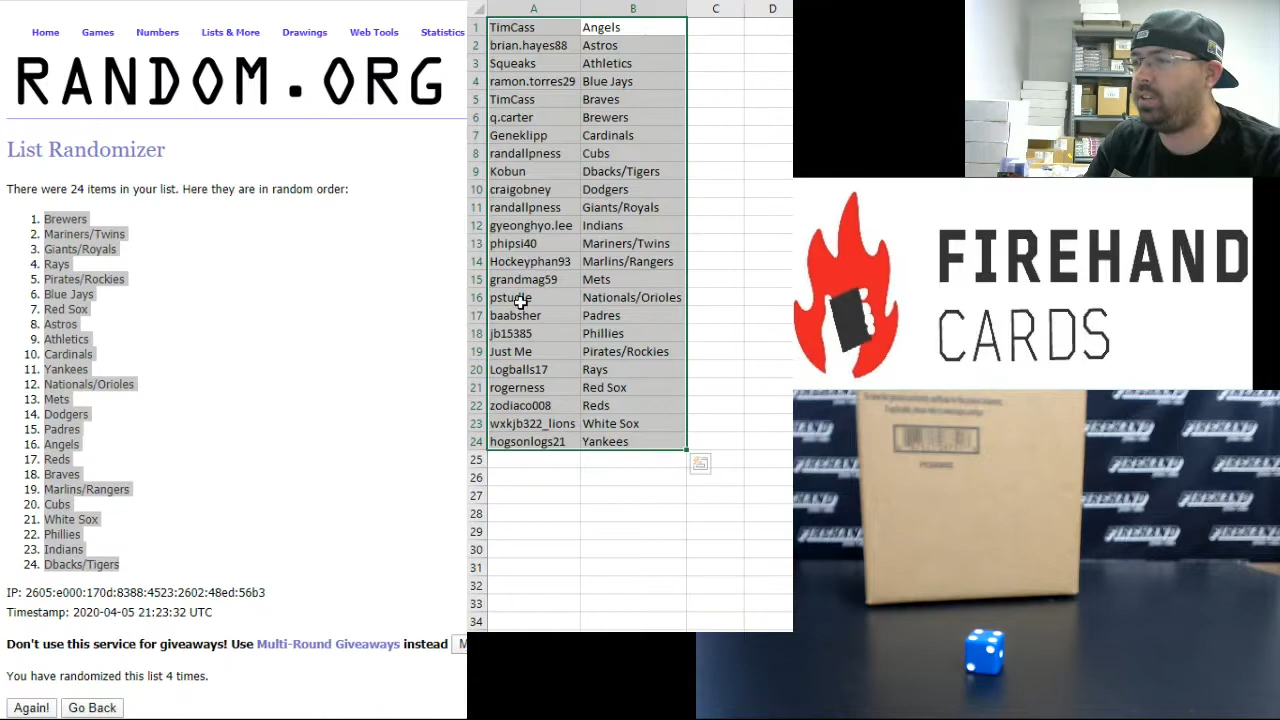 Home Games Numbers Lists & More Drawings Web Tools Statistics
RANDOM.ORG
List Randomizer
There were 24 items in your list. Here they are in random order:
1. Brewers
2. Mariners/Twins
3. Giants/Royals
4. Rays
5. Pirates/Rockies
6. Blue Jays
7. Red Sox
8. Astros
9. Athletics
10. Cardinals
11. Yankees
12. Nationals/Orioles
13. Mets
14. Dodgers
15. Padres
16. Angels
17. Reds
18. Braves
19. Marlins/Rangers
20. Cubs
21. White Sox
22. Phillies
23. Indians
24. Dbacks/Tigers
IP: 2605:e000:170d:8388:4523:2602:48ed:56b3
Timestamp: 2020-04-05 21:23:32 UTC
Don't use this service for giveaways! Use Multi-Round Giveaways instead
You have randomized this list 4 times.
Again! Go Back
A B C D
1 TimCass Angels
2 brian.hayes88 Astros
3 Squeaks Athletics
4 ramon.torres29 Blue Jays
5 TimCass Braves
6 q.carter Brewers
7 Geneklipp Cardinals
8 randallpness Cubs
9 Kobun Dbacks/Tigers
10 craigobney Dodgers
11 randallpness Giants/Royals
12 gyeonghyo.lee Indians
13 phipsi40 Mariners/Twins
14 Hockeyphan93 Marlins/Rangers
15 grandmag59 Mets
16 Nationals/Orioles
17 baabsher Padres
18 jb15385 Phillies
19 Just Me Pirates/Rockies
20 Logballs17 Rays
21 rogerness Red Sox
22 zodiaco008 Reds
23 wxkjb322_lions White Sox
24 hogsonlogs21 Yankees
25
26
27
28
29
30
31
32
33
34
FIREHAND
CARDS